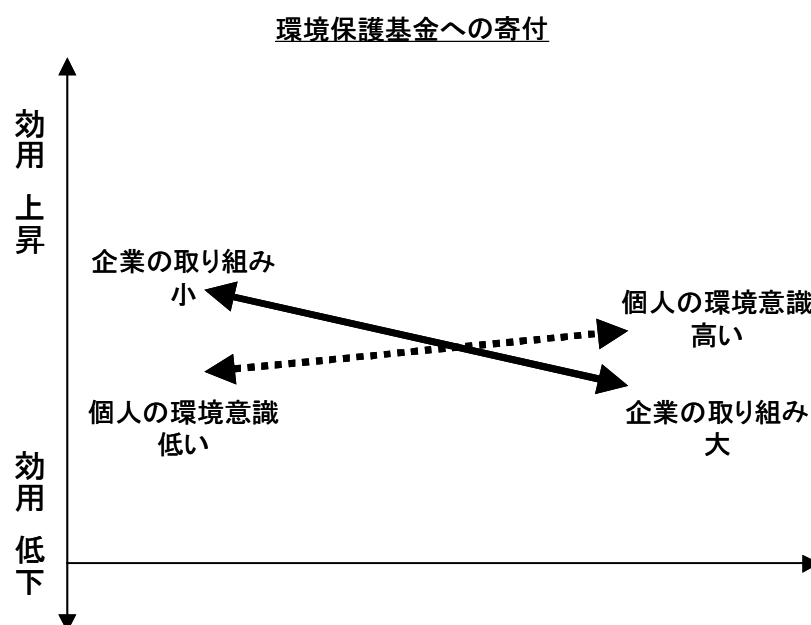 環境保護基金への寄付
効用 上昇
企業の取り組み
小
個人の環境意識
高い
個人の環境意識
低い
企業の取り組み
大
効用 低下